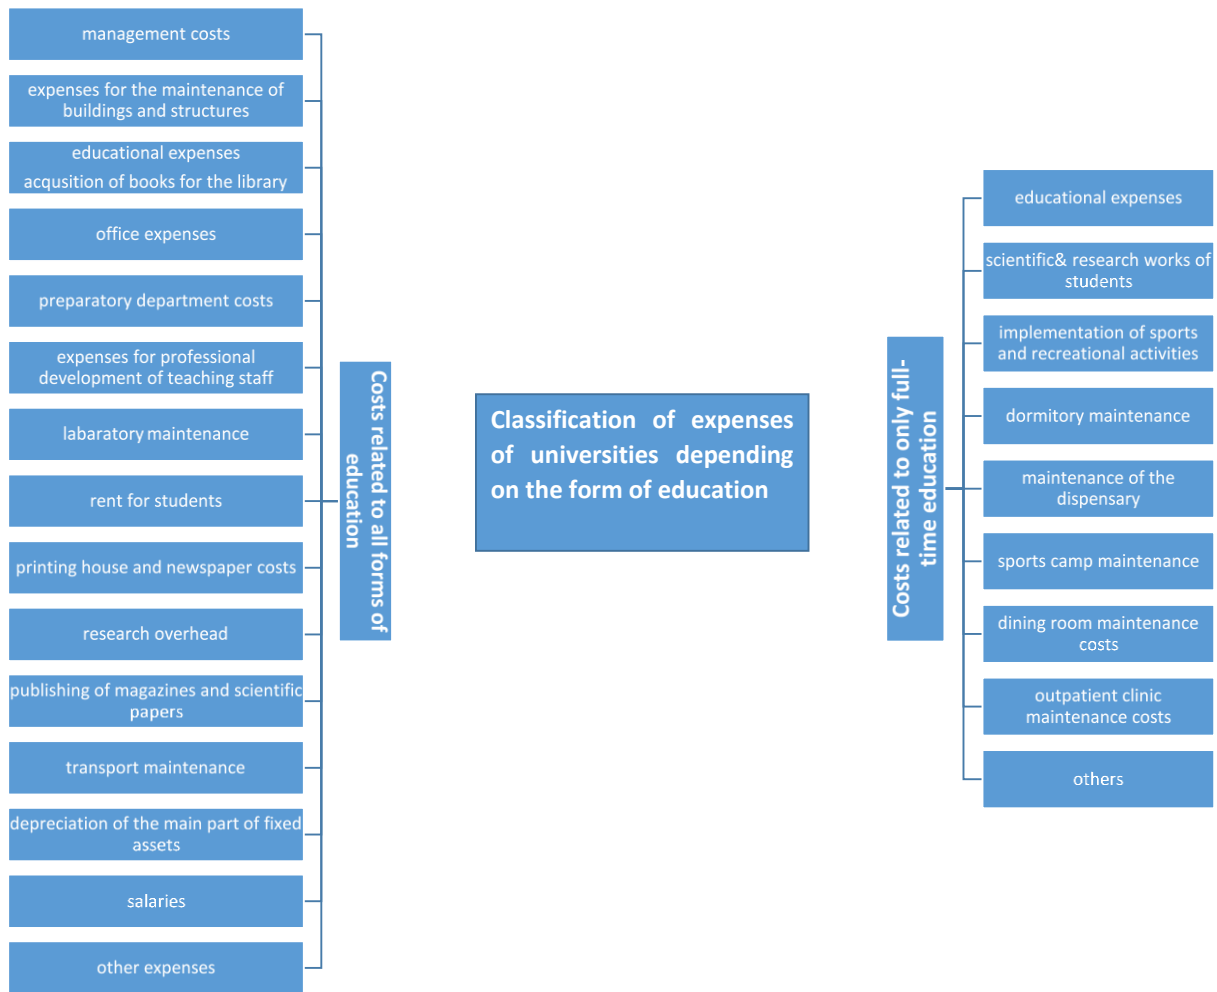 management costs
expenses for the maintenance of
buildings and structures
educational expenses
acqusition of books for the library
office expenses
preparatory department costs
expenses for professional
development of teaching staff
labaratory maintenance
rent for students
printing house and newspaper costs
research overhead
publishing of magazines and scientific
papers
transport maintenance
depreciation of the main part of fixed
assets
salaries
other expenses
Costs related to all forms of
education
Classification of expenses
of universities depending
on the form of education
Costs related to only full-
time education
educational expenses
scientific& research works of
students
implementation of sports
and recreational activities
dormitory maintenance
maintenance of the
dispensary
sports camp maintenance
dining room maintenance
costs
outpatient clinic
maintenance costs
others